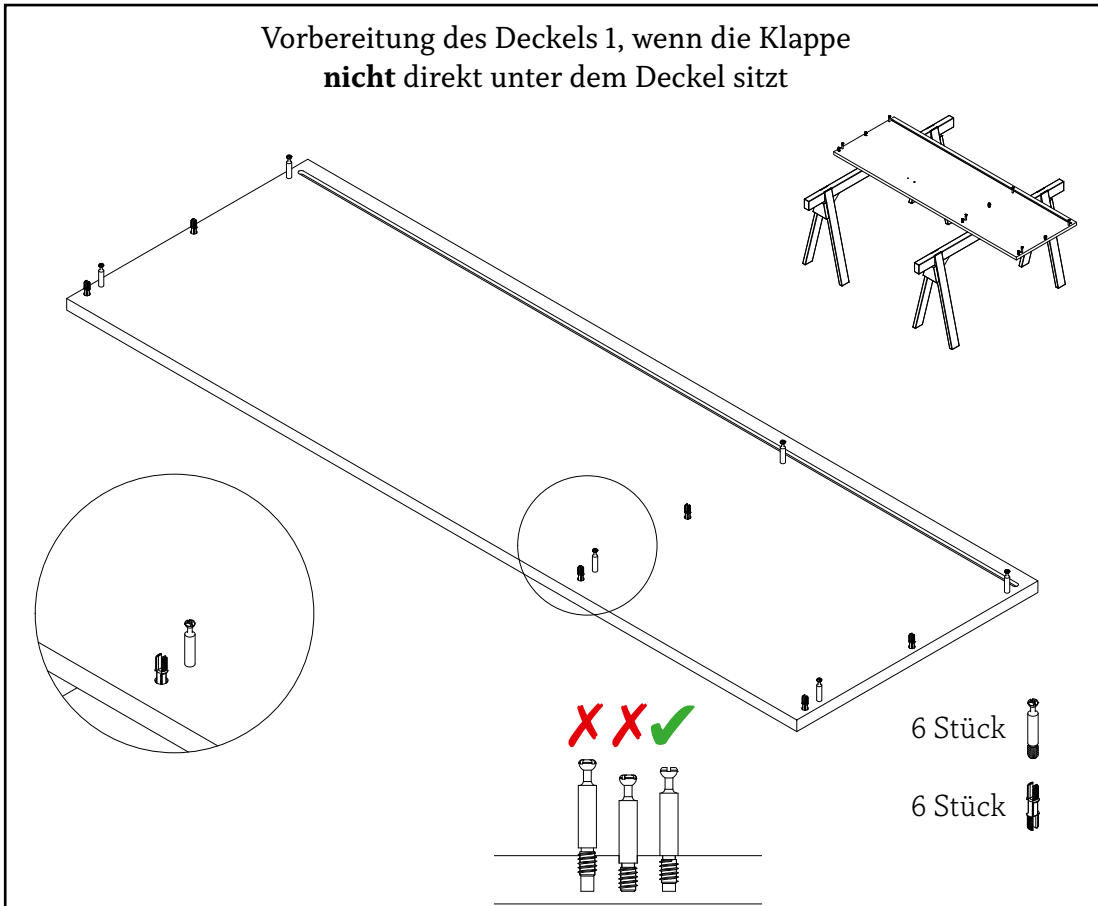 Vorbereitung des Deckels 1, wenn die Klappe
nicht direkt unter dem Deckel sitzt
6 Stück
6 Stück